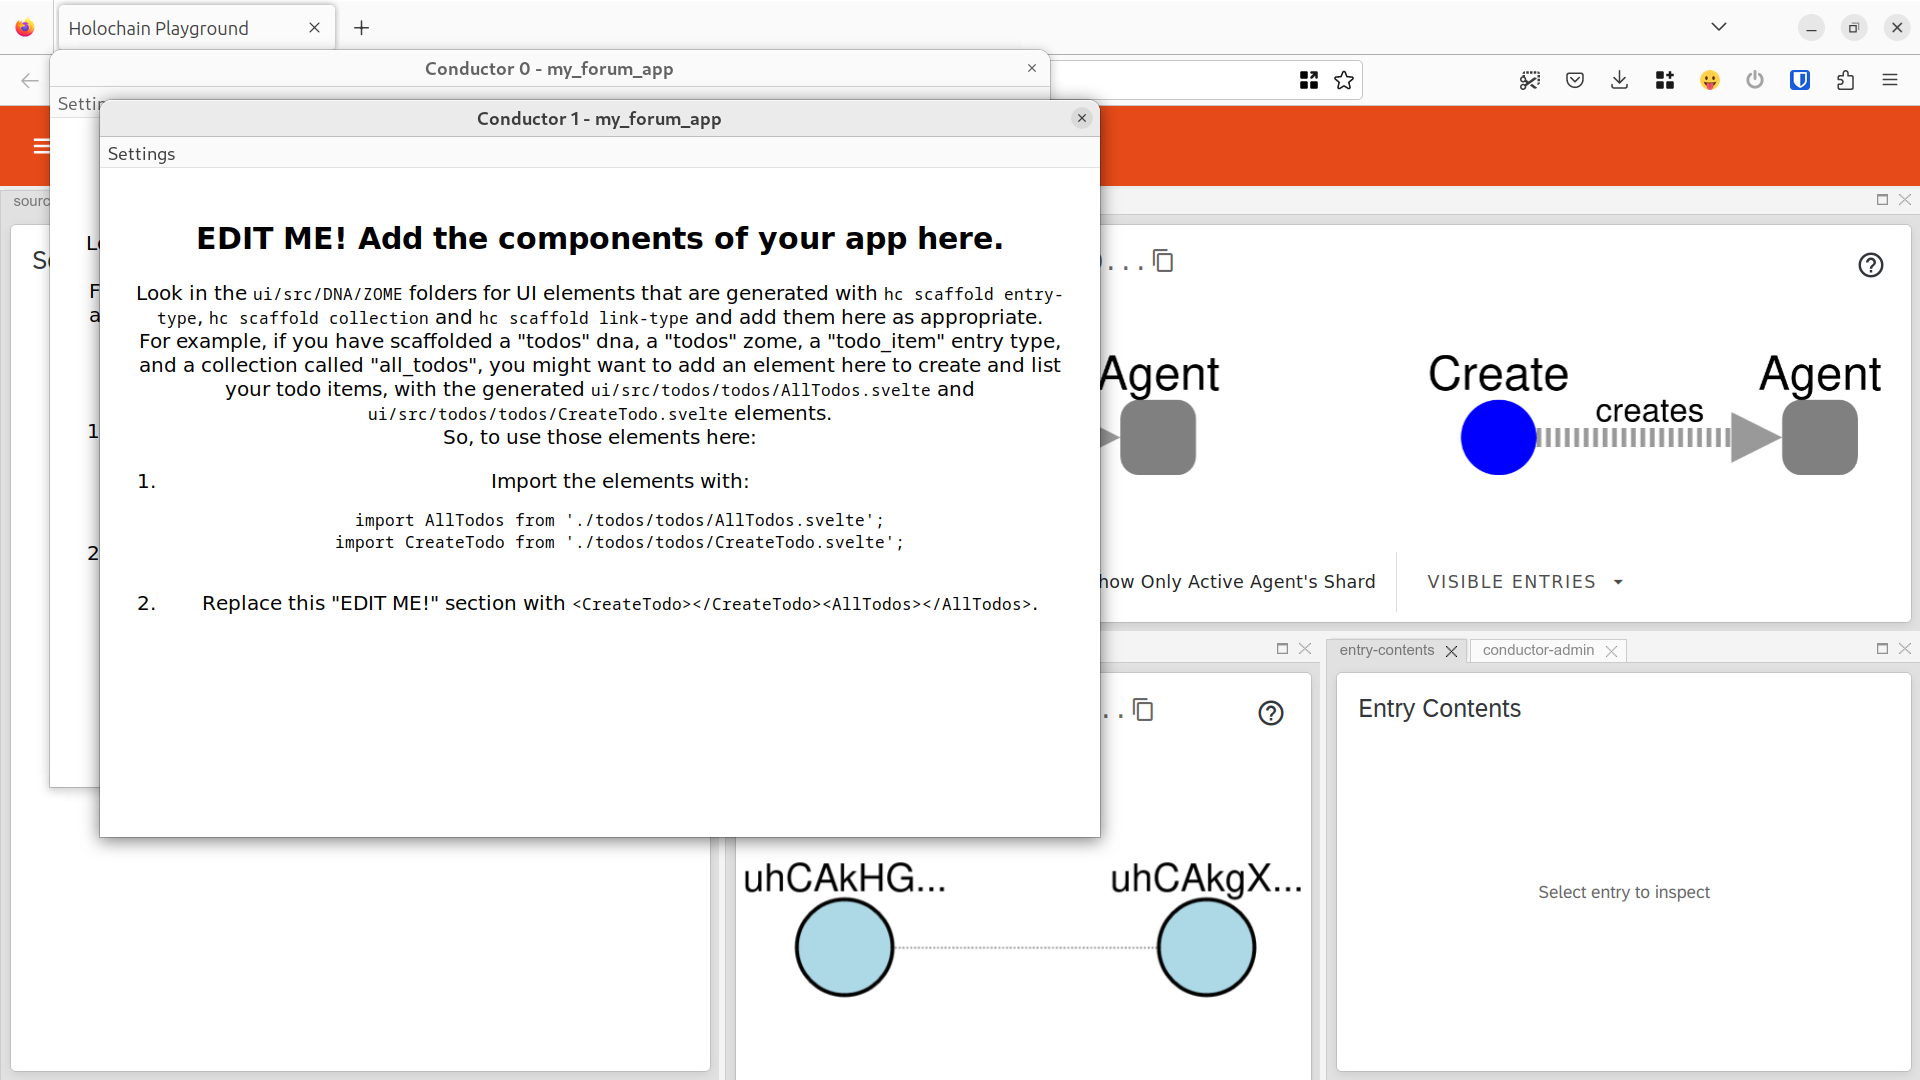 Holochain Playground
Conductor 0 - my_forum_app
Conductor 1 - my_forum_app
Settings
EDIT ME! Add the components of your app here.
Look in the ui/src/DNA/ZOME folders for UI elements that are generated with hc scaffold entry-
type, hc scaffold collection and hc scaffold link-type and add them here as appropriate.
For example, if you have scaffolded a "todos" dna, a "todos" zome, a "todo_item" entry type,
and a collection called "all_todos", you might want to add an element here to create and list
your todo items, with the generated ui/src/todos/todos/AllTodos.svelte and
ui/src/todos/todos/CreateTodo.svelte elements.
So, to use those elements here:
1. Import the elements with:
import AllTodos from './todos/todos/AllTodos.svelte';
import CreateTodo from './todos/todos/CreateTodo.svelte';
2. Replace this "EDIT ME!" section with <CreateTodo></CreateTodo><AllTodos></AllTodos>.
1
2
Agent
Create
creates
Agent
Only Active Agent's Shard
VISIBLE ENTRIES
entry-contents
conductor-admin
Entry Contents
Select entry to inspect
uhCAkHG...
uhCAkgX...